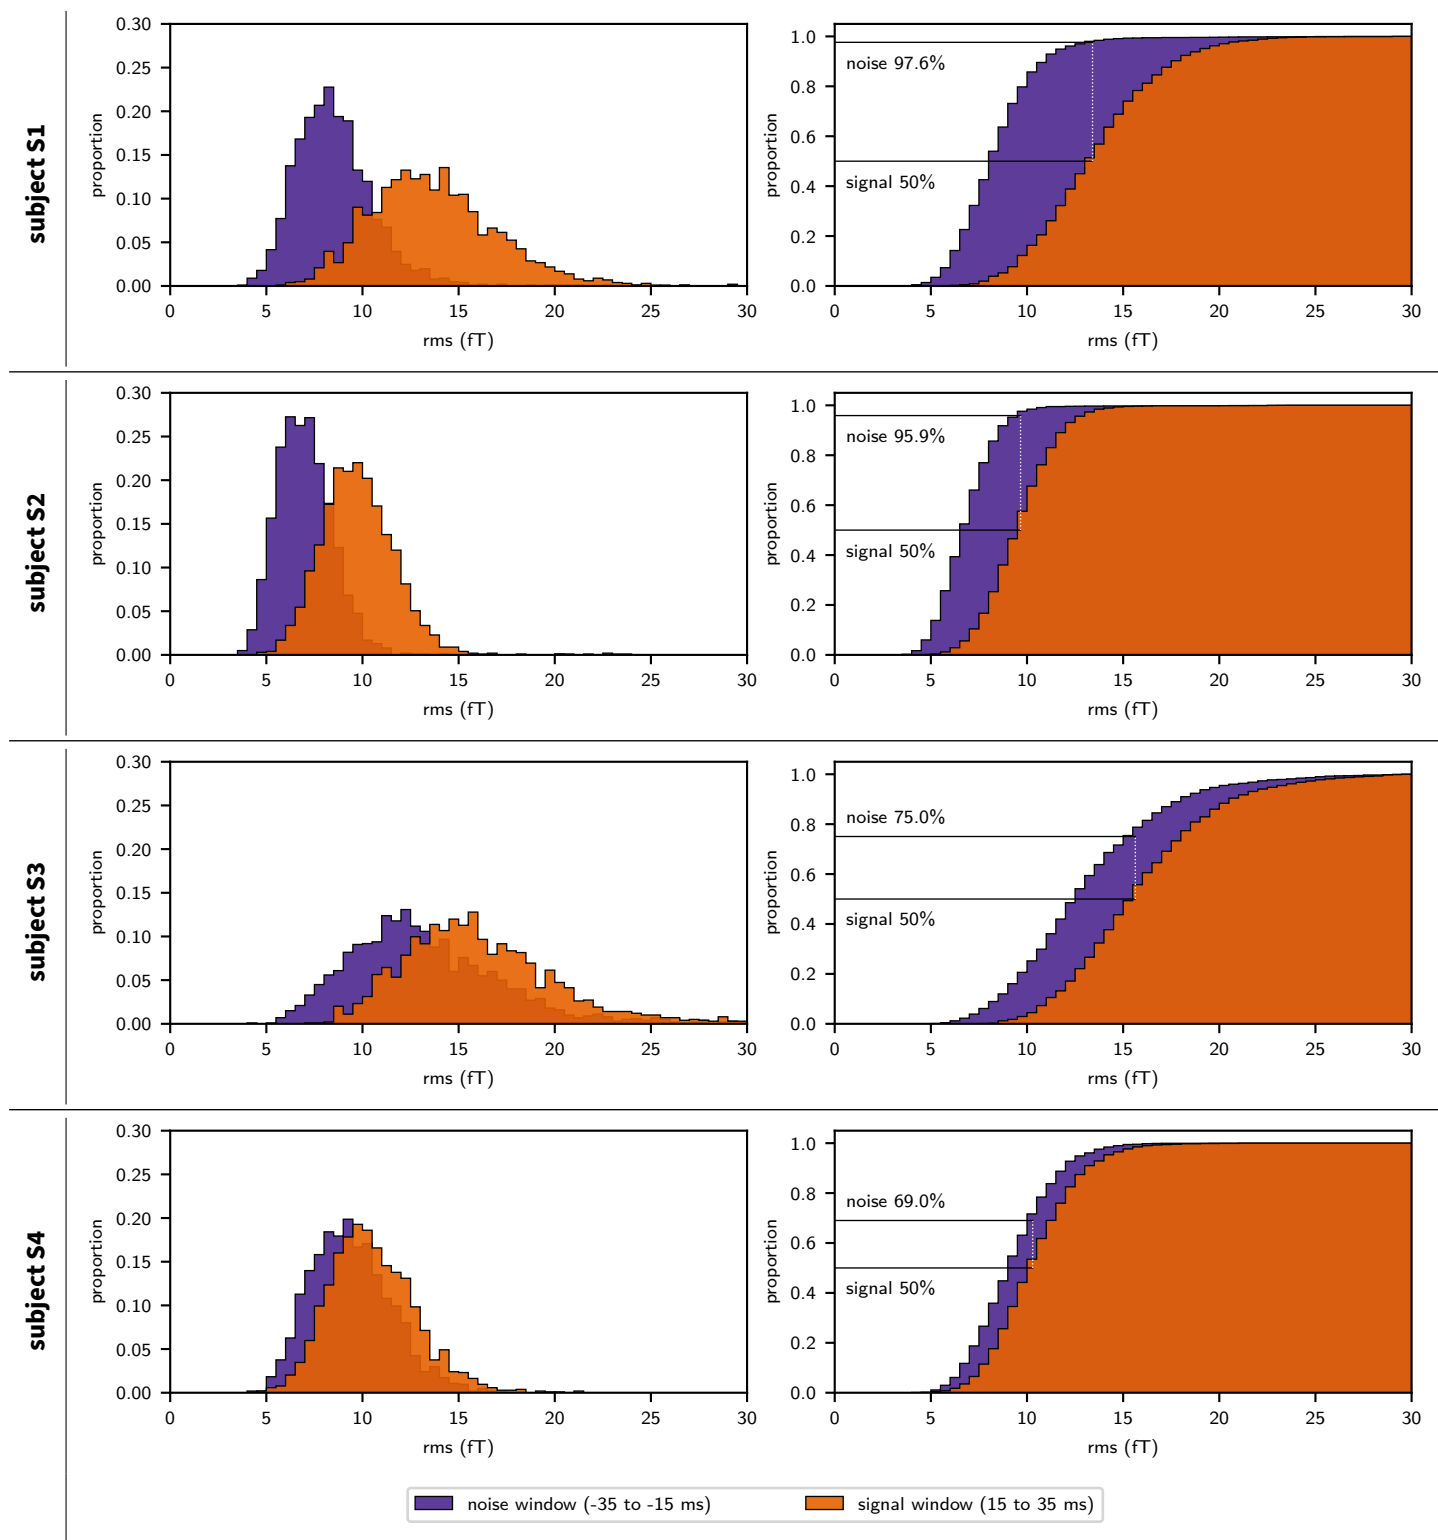 subject S1
proportion
0.30
0.25
0.20
0.15
0.10
0.05
0.00
0 5 10 15 20 25 30
rms (fT)
proportion
1.0
0.8
0.6
0.4
0.2
0.0
noise 97.6%
signal 50%
0 5 10 15 20 25 30
rms (fT)
subject S2
proportion
0.30
0.25
0.20
0.15
0.10
0.05
0.00
0 5 10 15 20 25 30
rms (fT)
proportion
1.0
0.8
0.6
0.4
0.2
0.0
noise 95.9%
signal 50%
0 5 10 15 20 25 30
rms (fT)
subject S3
proportion
0.30
0.25
0.20
0.15
0.10
0.05
0.00
0 5 10 15 20 25 30
rms (fT)
proportion
1.0
0.8
0.6
0.4
0.2
0.0
noise 75.0%
signal 50%
0 5 10 15 20 25 30
rms (fT)
subject S4
proportion
0.30
0.25
0.20
0.15
0.10
0.05
0.00
0 5 10 15 20 25 30
rms (fT)
proportion
1.0
0.8
0.6
0.4
0.2
0.0
noise 69.0%
signal 50%
0 5 10 15 20 25 30
rms (fT)
noise window (-35 to -15 ms)
signal window (15 to 35 ms)